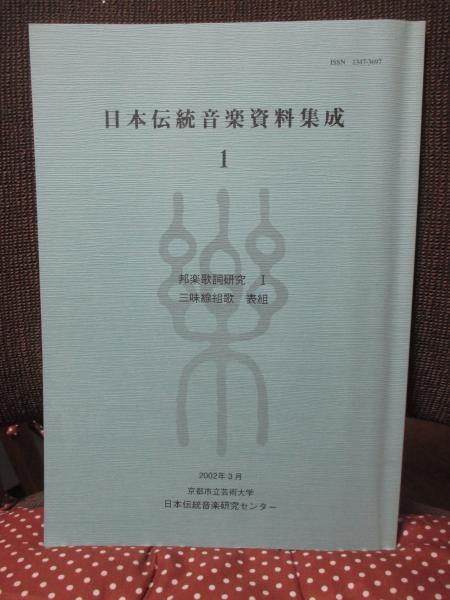 ISSN 1347-3697
日本伝統音楽資料集成
1
邦楽歌詞研究 I
三味線組歌 表組
2002年3月
京都市立芸術大学
日本伝統音楽研究センター